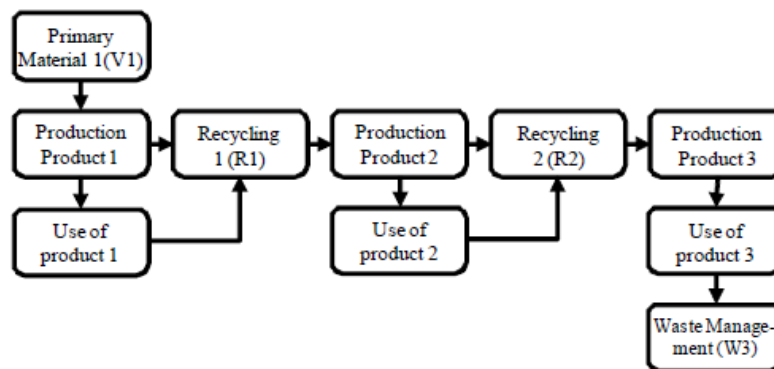 Primary
Material 1(V1)
Production
Product 1
Recycling
1 (R1)
Production
Product 2
Recycling
2 (R2)
Production
Product 3
Use of
product 1
Use of
product 2
Use of
product 3
Waste Manage-
ment (W3)